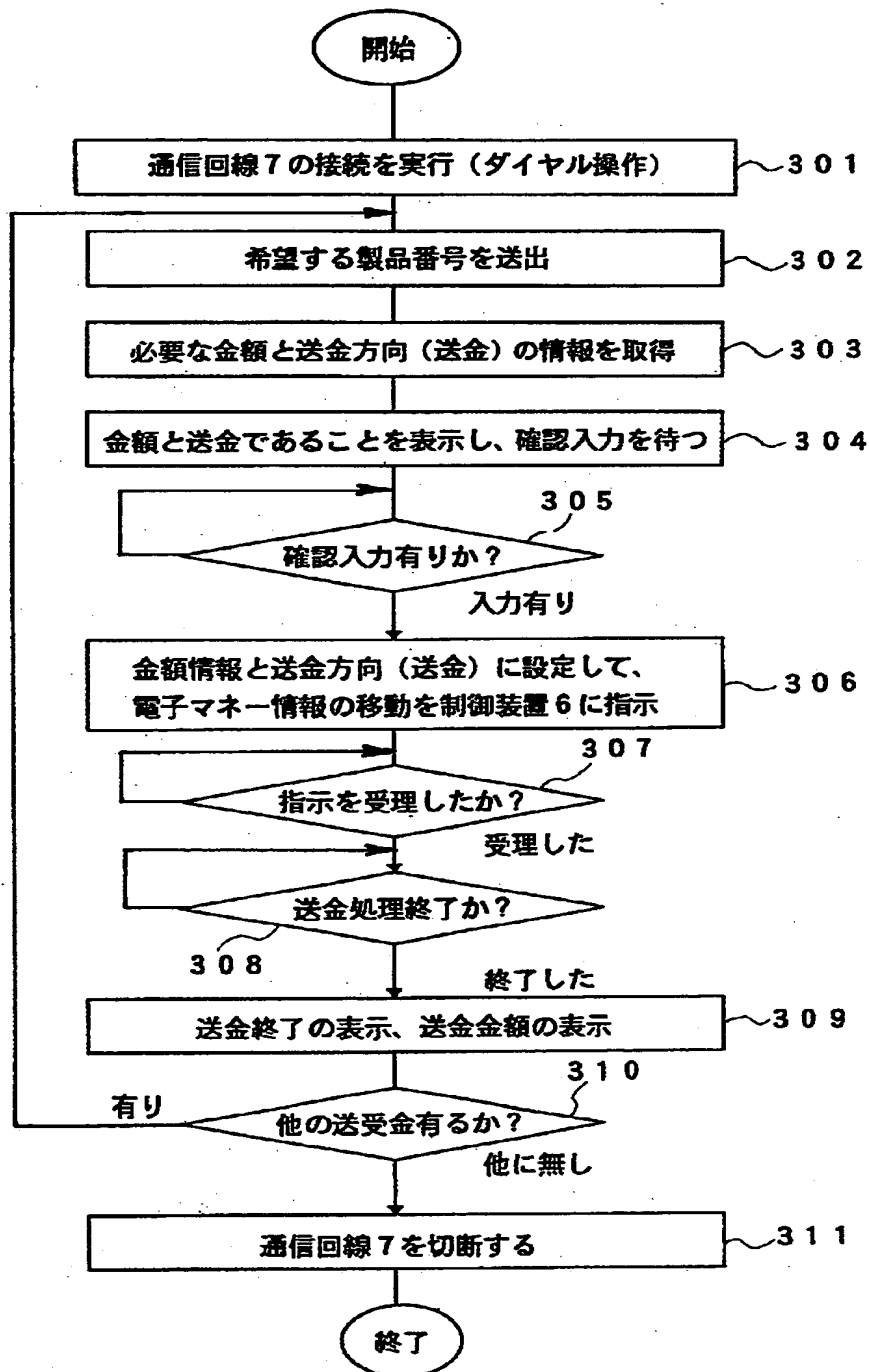 開始
通信回線7の接続を実行(ダイヤル操作)
301
希望する製品番号を送出
302
必要な金額と送金方向(送金)の情報を取得
303
金額と送金であることを表示し、確認入力を待つ
304
305
確認入力有りか?
入力有り
金額情報と送金方向(送金)に設定して、
電子マネー情報の移動を制御装置6に指示
306
307
指示を受理したか?
受理した
送金処理終了か?
308
終了した
送金終了の表示、送金金額の表示
309
310
有り
他の送受金有るか?
他に無し
通信回線7を切断する
311
終了